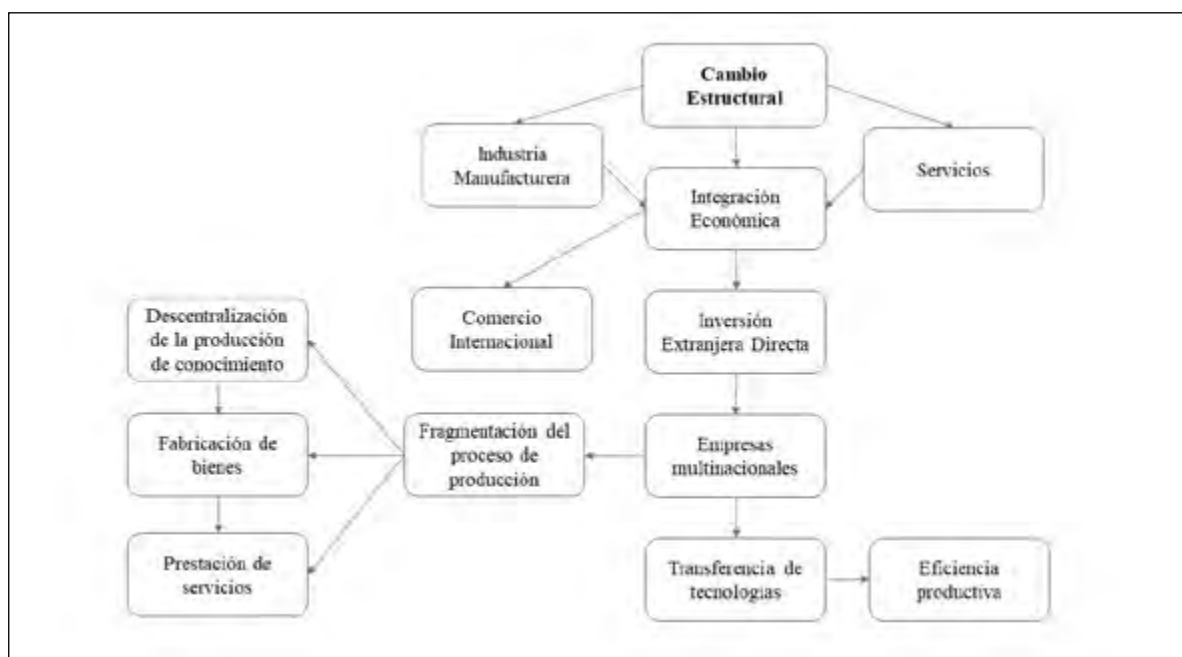 Cambio
Estructural
Industria
Manufacturera
Servicios
Integración
Económica
Comercio
Internacional
Inversión
Extranjera Directa
Descentralización
de la producción
de conocimiento
Fabricación de
bienes
Fragmentación del
proceso de
producción
Empresas
multinacionales
Prestación de
servicios
Transferencia de
tecnologías
Eficiencia
productiva